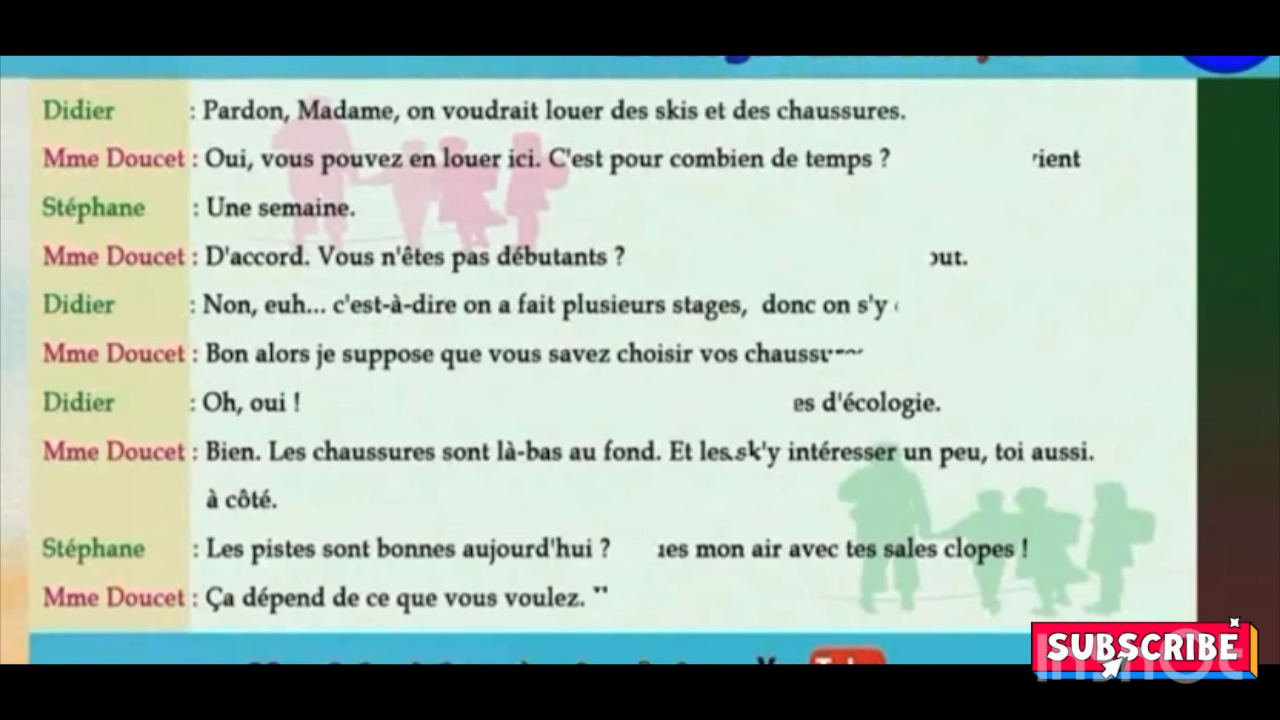 Didier : Pardon, Madame, on voudrait louer des skis et des chaussures.
Mme Doucet : Oui, vous pouvez en louer ici. C'est pour combien de temps ? rient
Stéphane : Une semaine.
Mme Doucet : D'accord. Vous n'êtes pas débutants ? out.
Didier : Non, euh... c'est-à-dire on a fait plusieurs stages, donc on s'y
Mme Doucet : Bon alors je suppose que vous savez choisir vos
Didier : Oh, oui ! es d'écologie.
Mme Doucet : Bien. Les chaussures sont là-bas au fond. Et les sk'y intéresser un peu, toi aussi.
à côté.
Stéphane : Les pistes sont bonnes aujourd'hui ? mon air avec tes sales clopes !
Mme Doucet : Ça dépend de ce que vous voulez.
SUBSCRIBE